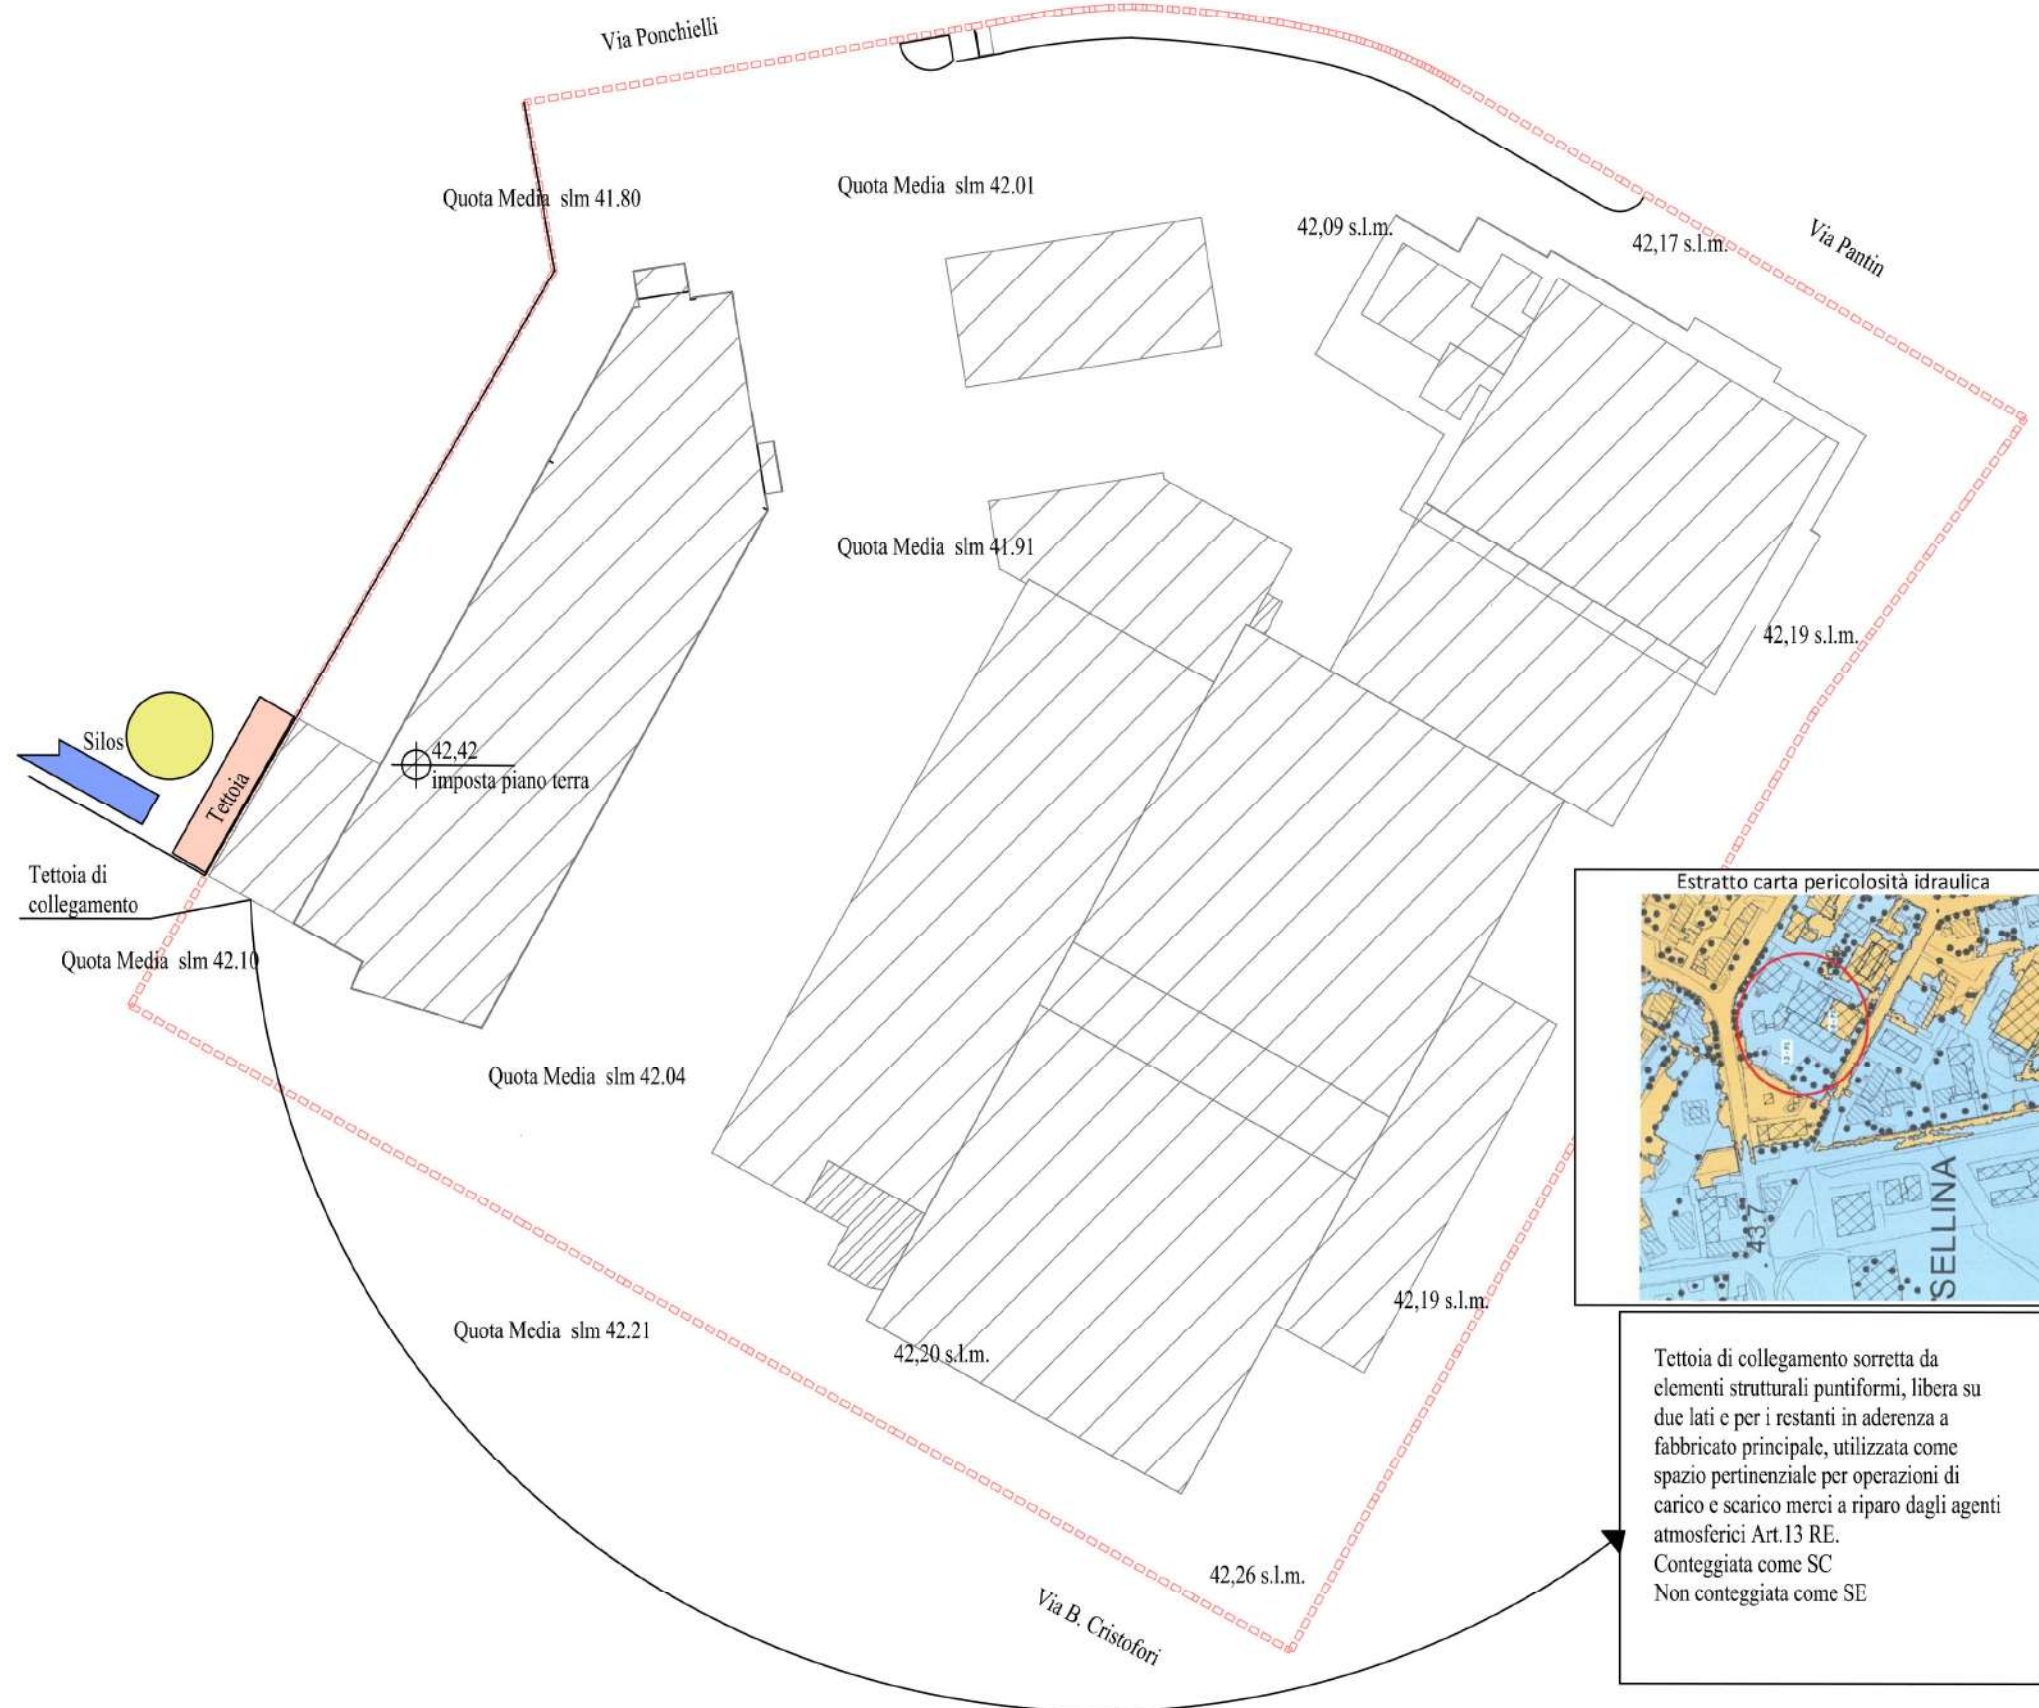 Via Ponchielli
Quota Media slm 41.80
Quota Media slm 42.01
42,09 s.l.m.
42,17 s.l.m.
Via Pantin
Quota Media slm 41.91
42,19 s.l.m.
Silos
Tettoia
42,42
imposta piano terra
Tettoia di
collegamento
Quota Media slm 42.10
Quota Media slm 42.04
Quota Media slm 42.21
42,20 s.l.m.
42,19 s.l.m.
42,26 s.l.m.
Via B. Cristofori
Estratto carta pericolosità idraulica
43.7
SELLINA
Tettoia di collegamento sorretta da
elementi strutturali puntiformi, libera su
due lati e per i restanti in aderenza a
fabbricato principale, utilizzata come
spazio pertinenziale per operazioni di
carico e scarico merci a riparo dagli agenti
atmosferici Art.13 RE.
Conteggiata come SC
Non conteggiata come SE